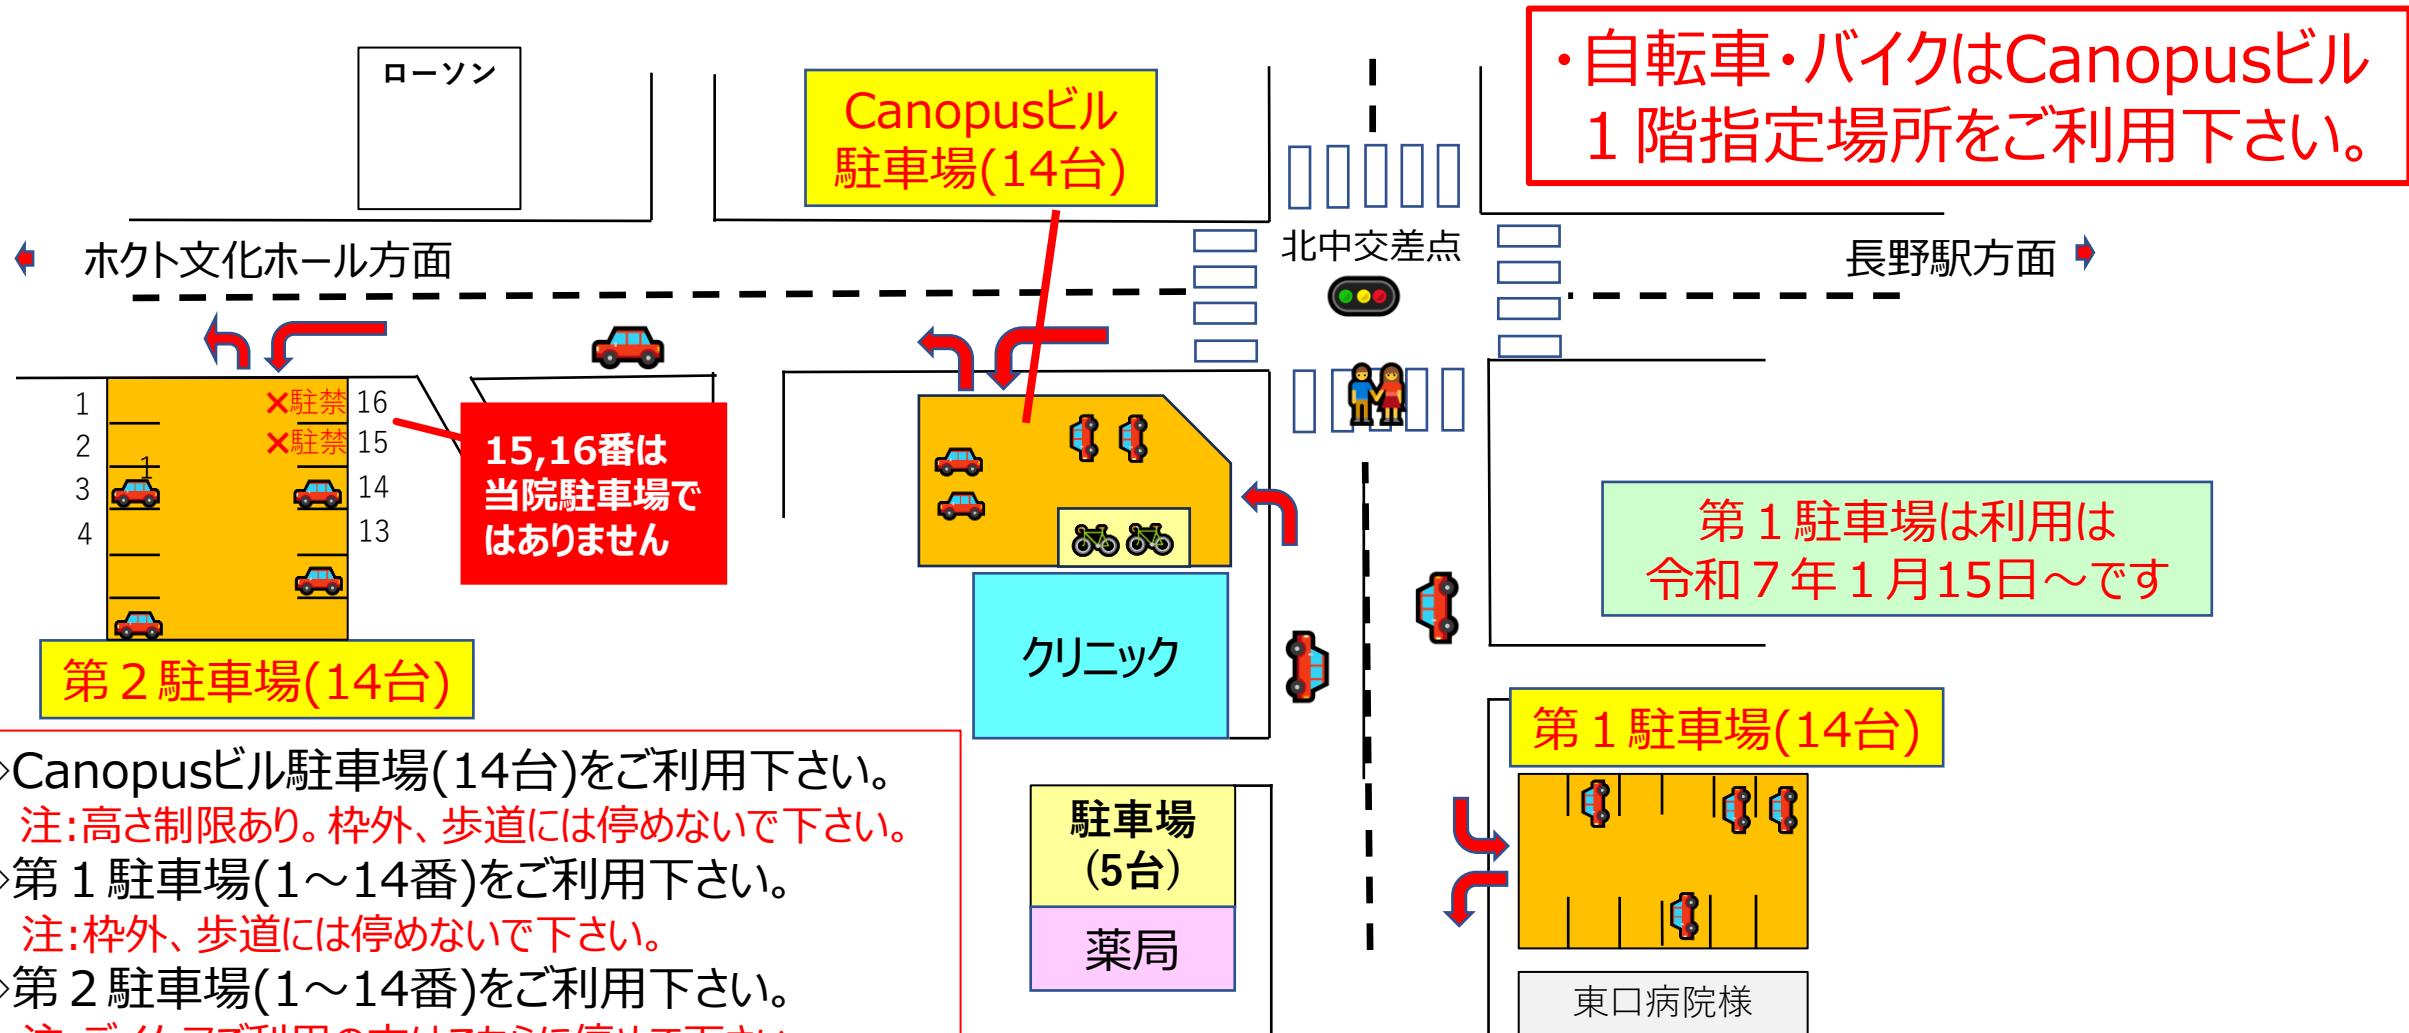 ・自転車・バイクはCanopusビル
１階指定場所をご利用下さい。
ローソン
Canopusビル
駐車場(14台)
北中交差点
ホクト文化ホール方面
長野駅方面
1
2
3
4
1
×駐禁 16
×駐禁 15
14
13
15,16番は
当院駐車場で
はありません
第１駐車場は利用は
令和７年１月15日～です
クリニック
第２駐車場(14台)
第１駐車場(14台)
駐車場
(5台)
薬局
東口病院様
Canopusビル駐車場(14台)をご利用下さい。
注:高さ制限あり。枠外、歩道には停めないで下さい。
第１駐車場(1～14番)をご利用下さい。
注:枠外、歩道には停めないで下さい。
第２駐車場(1～14番)をご利用下さい。